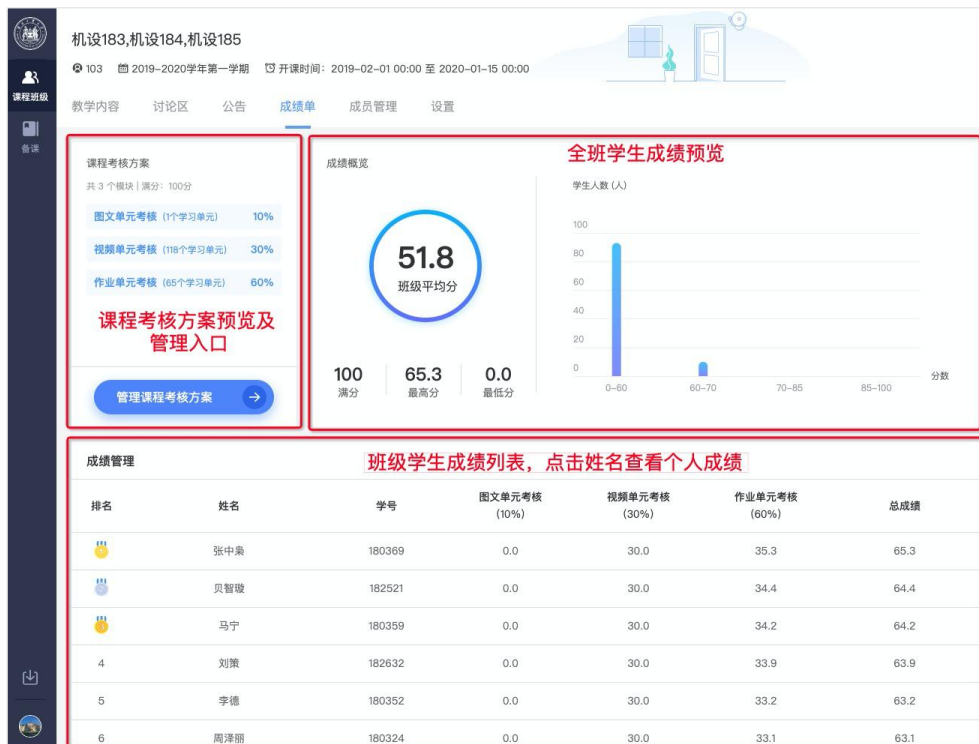 机设183,机设184,机设185
103 2019-2020学年第一学期 开课时间：2019-02-01 00:00 至 2020-01-15 00:00
课程班级
备课
教学内容 讨论区 公告 成绩单 成员管理 设置
课程考核方案
共 3 个模块 | 满分：100分
图文单元考核 (1个学习单元) 10%
视频单元考核 (118个学习单元) 30%
作业单元考核 (65个学习单元) 60%
课程考核方案预览及
管理入口
管理课程考核方案
成绩概览
全班学生成绩预览
51.8
班级平均分
100 65.3 0.0
满分 最高分 最低分
学生人数 (人)
100
80
60
40
20
0
0-60 60-70 70-85 85-100 分数
成绩管理
班级学生成绩列表，点击姓名查看个人成绩
排名 姓名 学号 图文单元考核 (10%) 视频单元考核 (30%) 作业单元考核 (60%) 总成绩
张中枭 180369 0.0 30.0 35.3 65.3
贝智璇 182521 0.0 30.0 34.4 64.4
马宁 180359 0.0 30.0 34.2 64.2
4 刘策 182632 0.0 30.0 33.9 63.9
5 李德 180352 0.0 30.0 33.2 63.2
6 周泽丽 180324 0.0 30.0 33.1 63.1